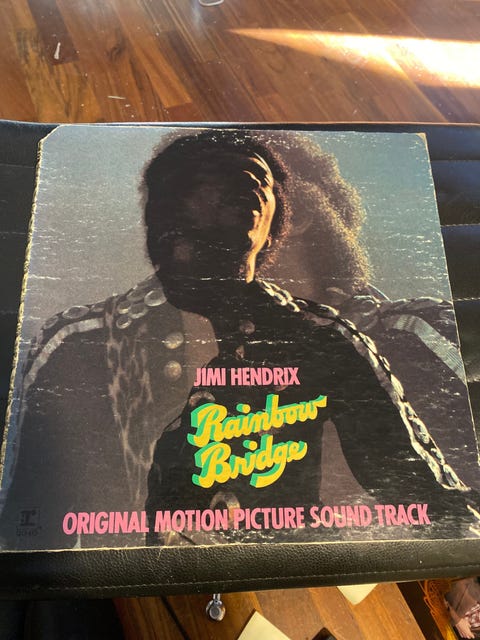 JIMI HENDRIX
Rainbow
Bridge
ORIGINAL MOTION PICTURE SOUND TRACK